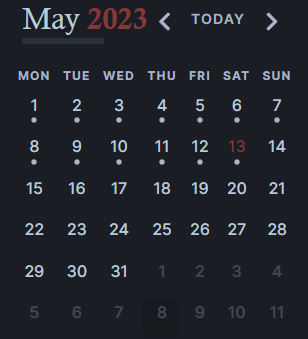 May 2023 TODAY
MON TUE WED THU FRI SAT SUN
1 2 3 4 5 6 7
8 9 10 11 12 13 14
15 16 17 18 19 20 21
22 23 24 25 26 27 28
29 30 31 1 2 3 4
5 6 7 8 9 10 11